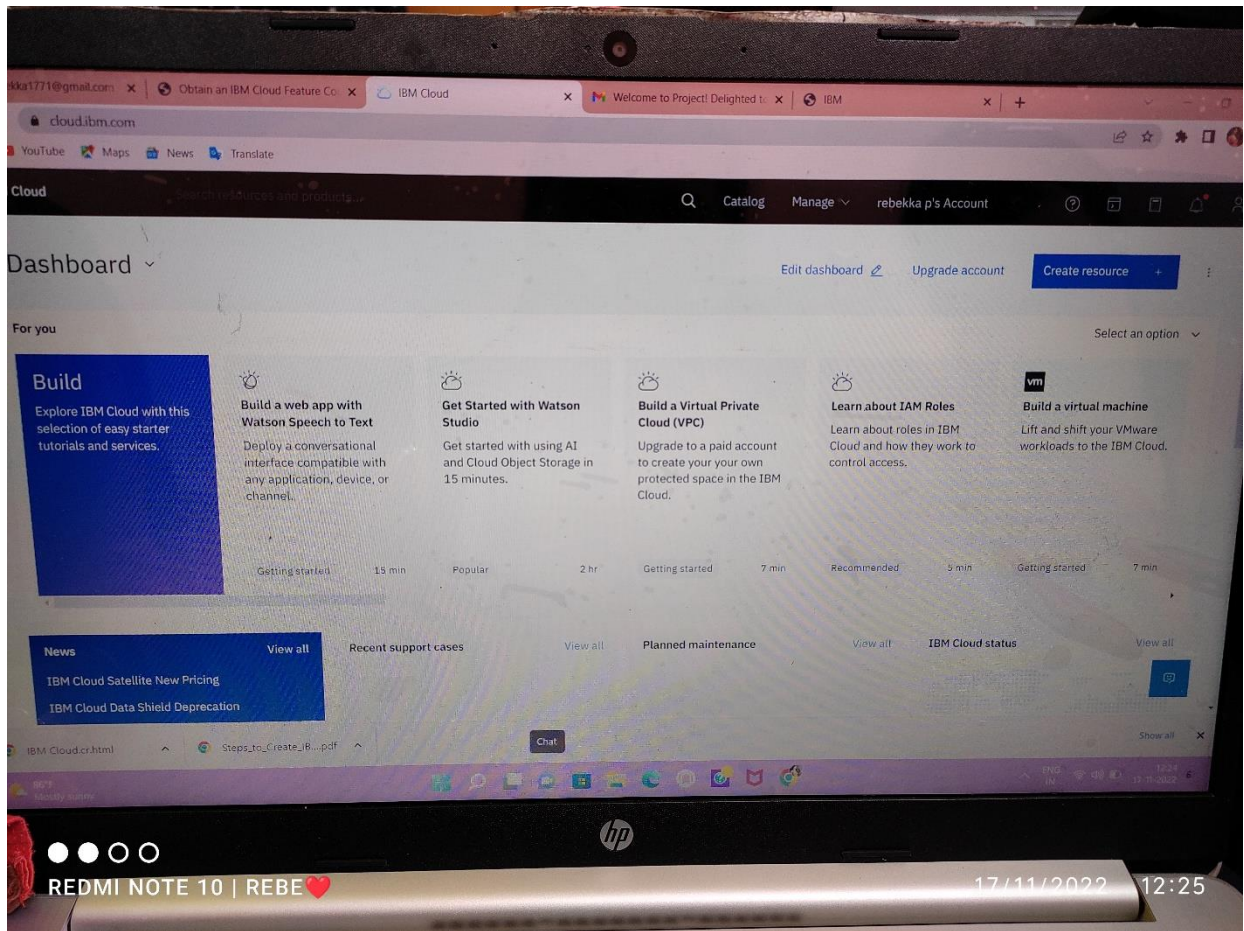 kka1771@gmail.com
Obtain an IBM Cloud Feature Co
IBM Cloud
Welcome to Project! Delighted to
IBM
cloud.ibm.com
YouTube Maps News Translate
Cloud
Search resources and products...
Catalog Manage rebekka p's Account
Dashboard
Edit dashboard Upgrade account Create resource +
For you
Select an option
Build
Explore IBM Cloud with this
selection of easy starter
tutorials and services.
Build a web app with
Watson Speech to Text
Deploy a conversational
interface compatible with
any application, device, or
channel.
Getting started 15 min
Get Started with Watson
Studio
Get started with using AI
and Cloud Object Storage in
15 minutes.
Popular 2 hr
Build a Virtual Private
Cloud (VPC)
Upgrade to a paid account
to create your your own
protected space in the IBM
Cloud.
Getting started 7 min
Learn about IAM Roles
Learn about roles in IBM
Cloud and how they work to
control access.
Recommended 5 min
vm
Build a virtual machine
Lift and shift your VMware
workloads to the IBM Cloud.
Getting started 7 min
News View all
IBM Cloud Satellite New Pricing
IBM Cloud Data Shield Deprecation
Recent support cases View all
Planned maintenance View all
IBM Cloud status View all
IBM Cloud.cr.html
Steps_to_Create_IB....pdf
Chat
Show all
Mostly sunny
ENG
IN
12:24
hp
REDMI NOTE 10 | REBE❤
17/11/2022 12:25